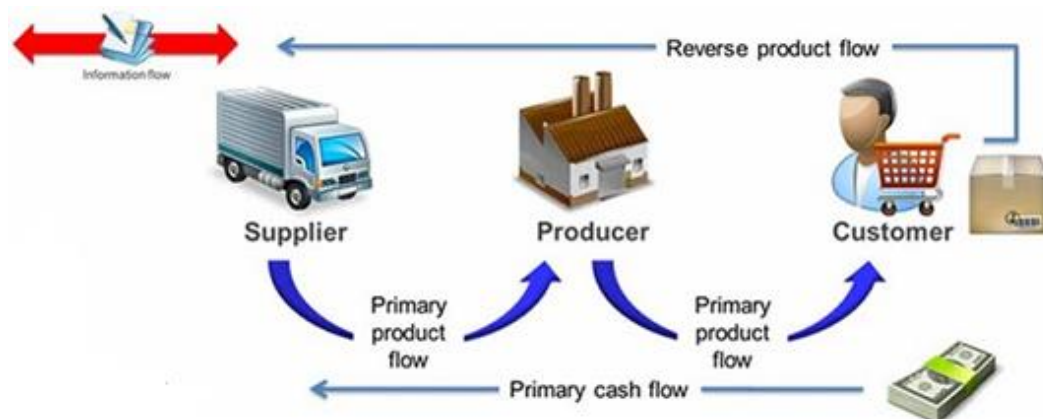 Reverse product flow
Information flow
Supplier
Producer
Customer
Primary
product
flow
Primary
product
flow
Primary cash flow